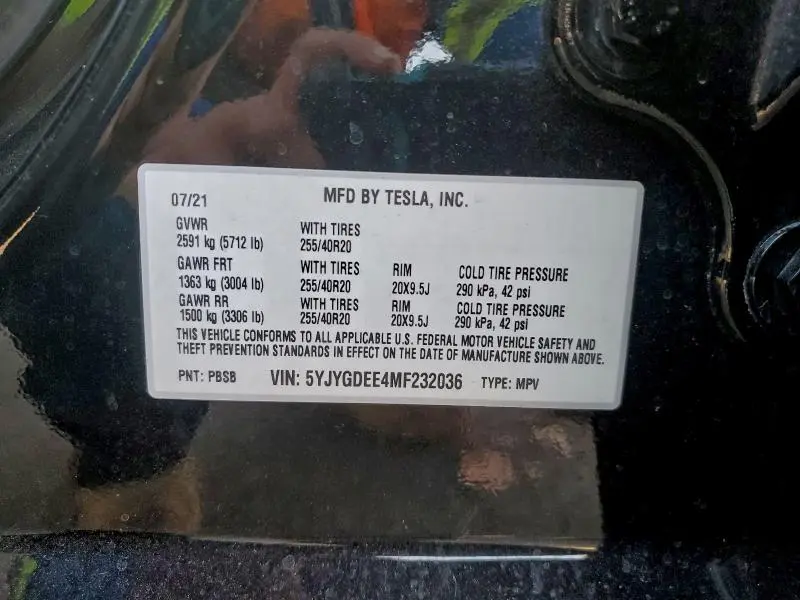 07/21 MFD BY TESLA, INC.
GVWR WITH TIRES
2591 kg (5712 lb) 255/40R20
GAWR FRT WITH TIRES RIM COLD TIRE PRESSURE
1363 kg (3004 lb) 255/40R20 20X9.5J 290 kPa, 42 psi
GAWR RR WITH TIRES RIM COLD TIRE PRESSURE
1500 kg (3306 lb) 255/40R20 20X9.5J 290 kPa, 42 psi
THIS VEHICLE CONFORMS TO ALL APPLICABLE U.S. FEDERAL MOTOR VEHICLE SAFETY AND
THEFT PREVENTION STANDARDS IN EFFECT ON THE DATE OF MANUFACTURE SHOWN ABOVE.
PNT: PBSB VIN: 5YJYGDEE4MF232036 TYPE: MPV